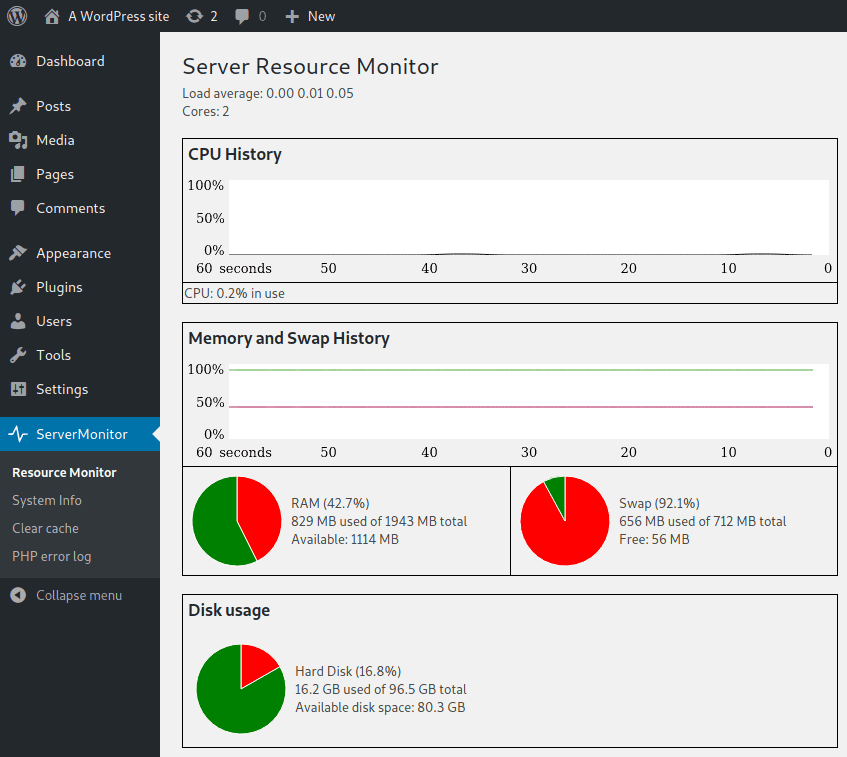 A WordPress site 2 0 New
Dashboard
Posts
Media
Pages
Comments
Appearance
Plugins
Users
Tools
Settings
ServerMonitor
Resource Monitor
System Info
Clear cache
PHP error log
Collapse menu
Server Resource Monitor
Load average: 0.00 0.01 0.05
Cores: 2
CPU History
100%
50%
0%
60 seconds 50 40 30 20 10 0
CPU: 0.2% in use
Memory and Swap History
100%
50%
0%
60 seconds 50 40 30 20 10 0
RAM (42.7%)
829 MB used of 1943 MB total
Available: 1114 MB
Swap (92.1%)
656 MB used of 712 MB total
Free: 56 MB
Disk usage
Hard Disk (16.8%)
16.2 GB used of 96.5 GB total
Available disk space: 80.3 GB